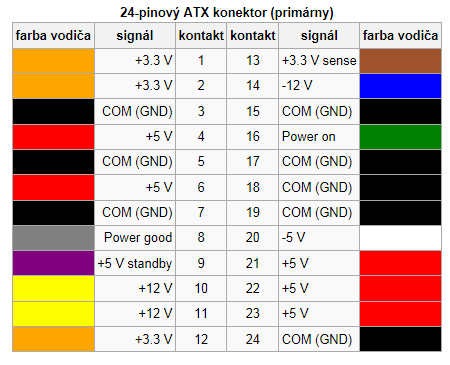 24-pinový ATX konektor (primárny)
farba vodiča signál kontakt kontakt signál farba vodiča
+3.3 V 1 13 +3.3 V sense
+3.3 V 2 14 -12 V
COM (GND) 3 15 COM (GND)
+5 V 4 16 Power on
COM (GND) 5 17 COM (GND)
+5 V 6 18 COM (GND)
COM (GND) 7 19 COM (GND)
Power good 8 20 -5 V
+5 V standby 9 21 +5 V
+12 V 10 22 +5 V
+12 V 11 23 +5 V
+3.3 V 12 24 COM (GND)